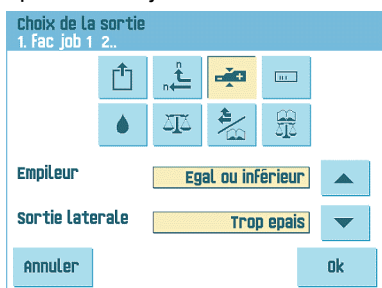 Choix de la sortie
1. Fac job 1 2..
n
n
Empileur
Egal ou inférieur
Sortie laterale
Trop epais
Annuler
Ok